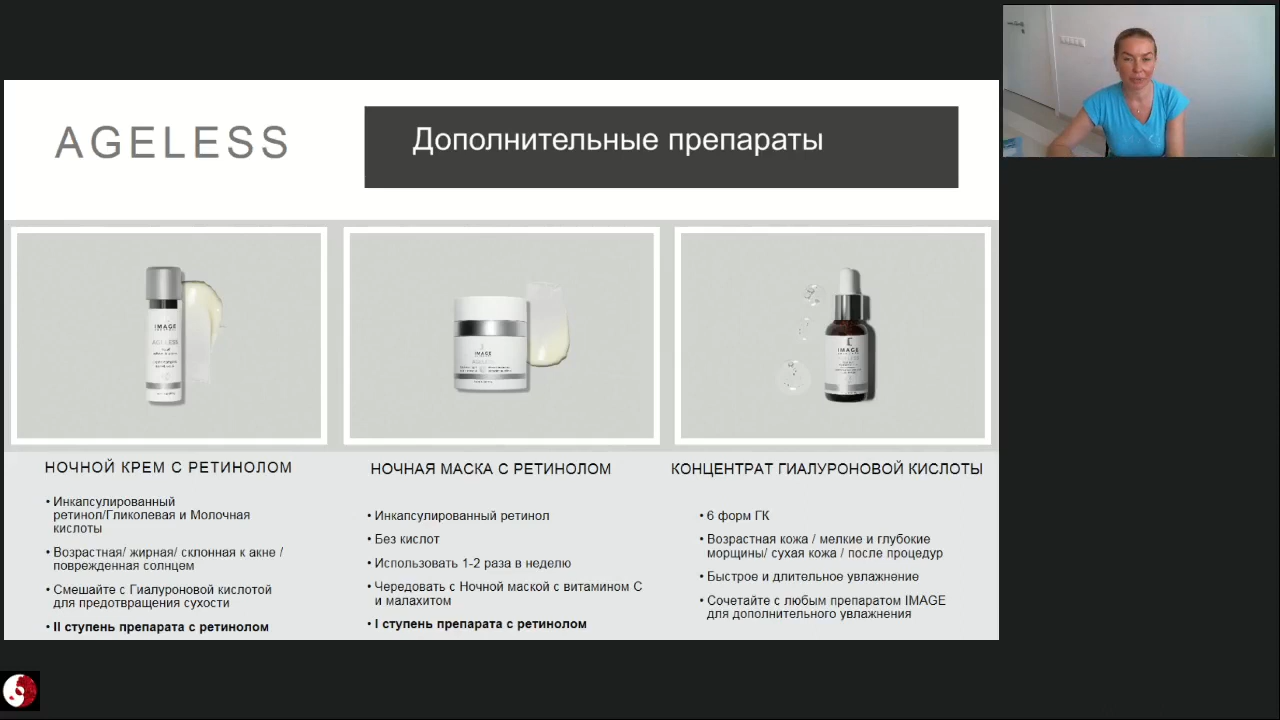 AGELESS
Дополнительные препараты
IMAGE
AGELESS
IMAGE
AGELESS
IMAGE
НОЧНОЙ КРЕМ С РЕТИНОЛОМ
• Инкапсулированный
ретинол/Гликолевая и Молочная
кислоты
• Возрастная/ жирная/ склонная к акне /
поврежденная солнцем
• Смешайте с Гиалуроновой кислотой
для предотвращения сухости
• II ступень препарата с ретинолом
НОЧНАЯ МАСКА С РЕТИНОЛОМ
• Инкапсулированный ретинол
• Без кислот
• Использовать 1-2 раза в неделю
• Чередовать с Ночной маской с витамином С
и малахитом
• I ступень препарата с ретинолом
КОНЦЕНТРАТ ГИАЛУРОНОВОЙ КИСЛОТЫ
• 6 форм ГК
• Возрастная кожа / мелкие и глубокие
морщины/ сухая кожа / после процедур
• Быстрое и длительное увлажнение
• Сочетайте с любым препаратом IMAGE
для дополнительного увлажнения